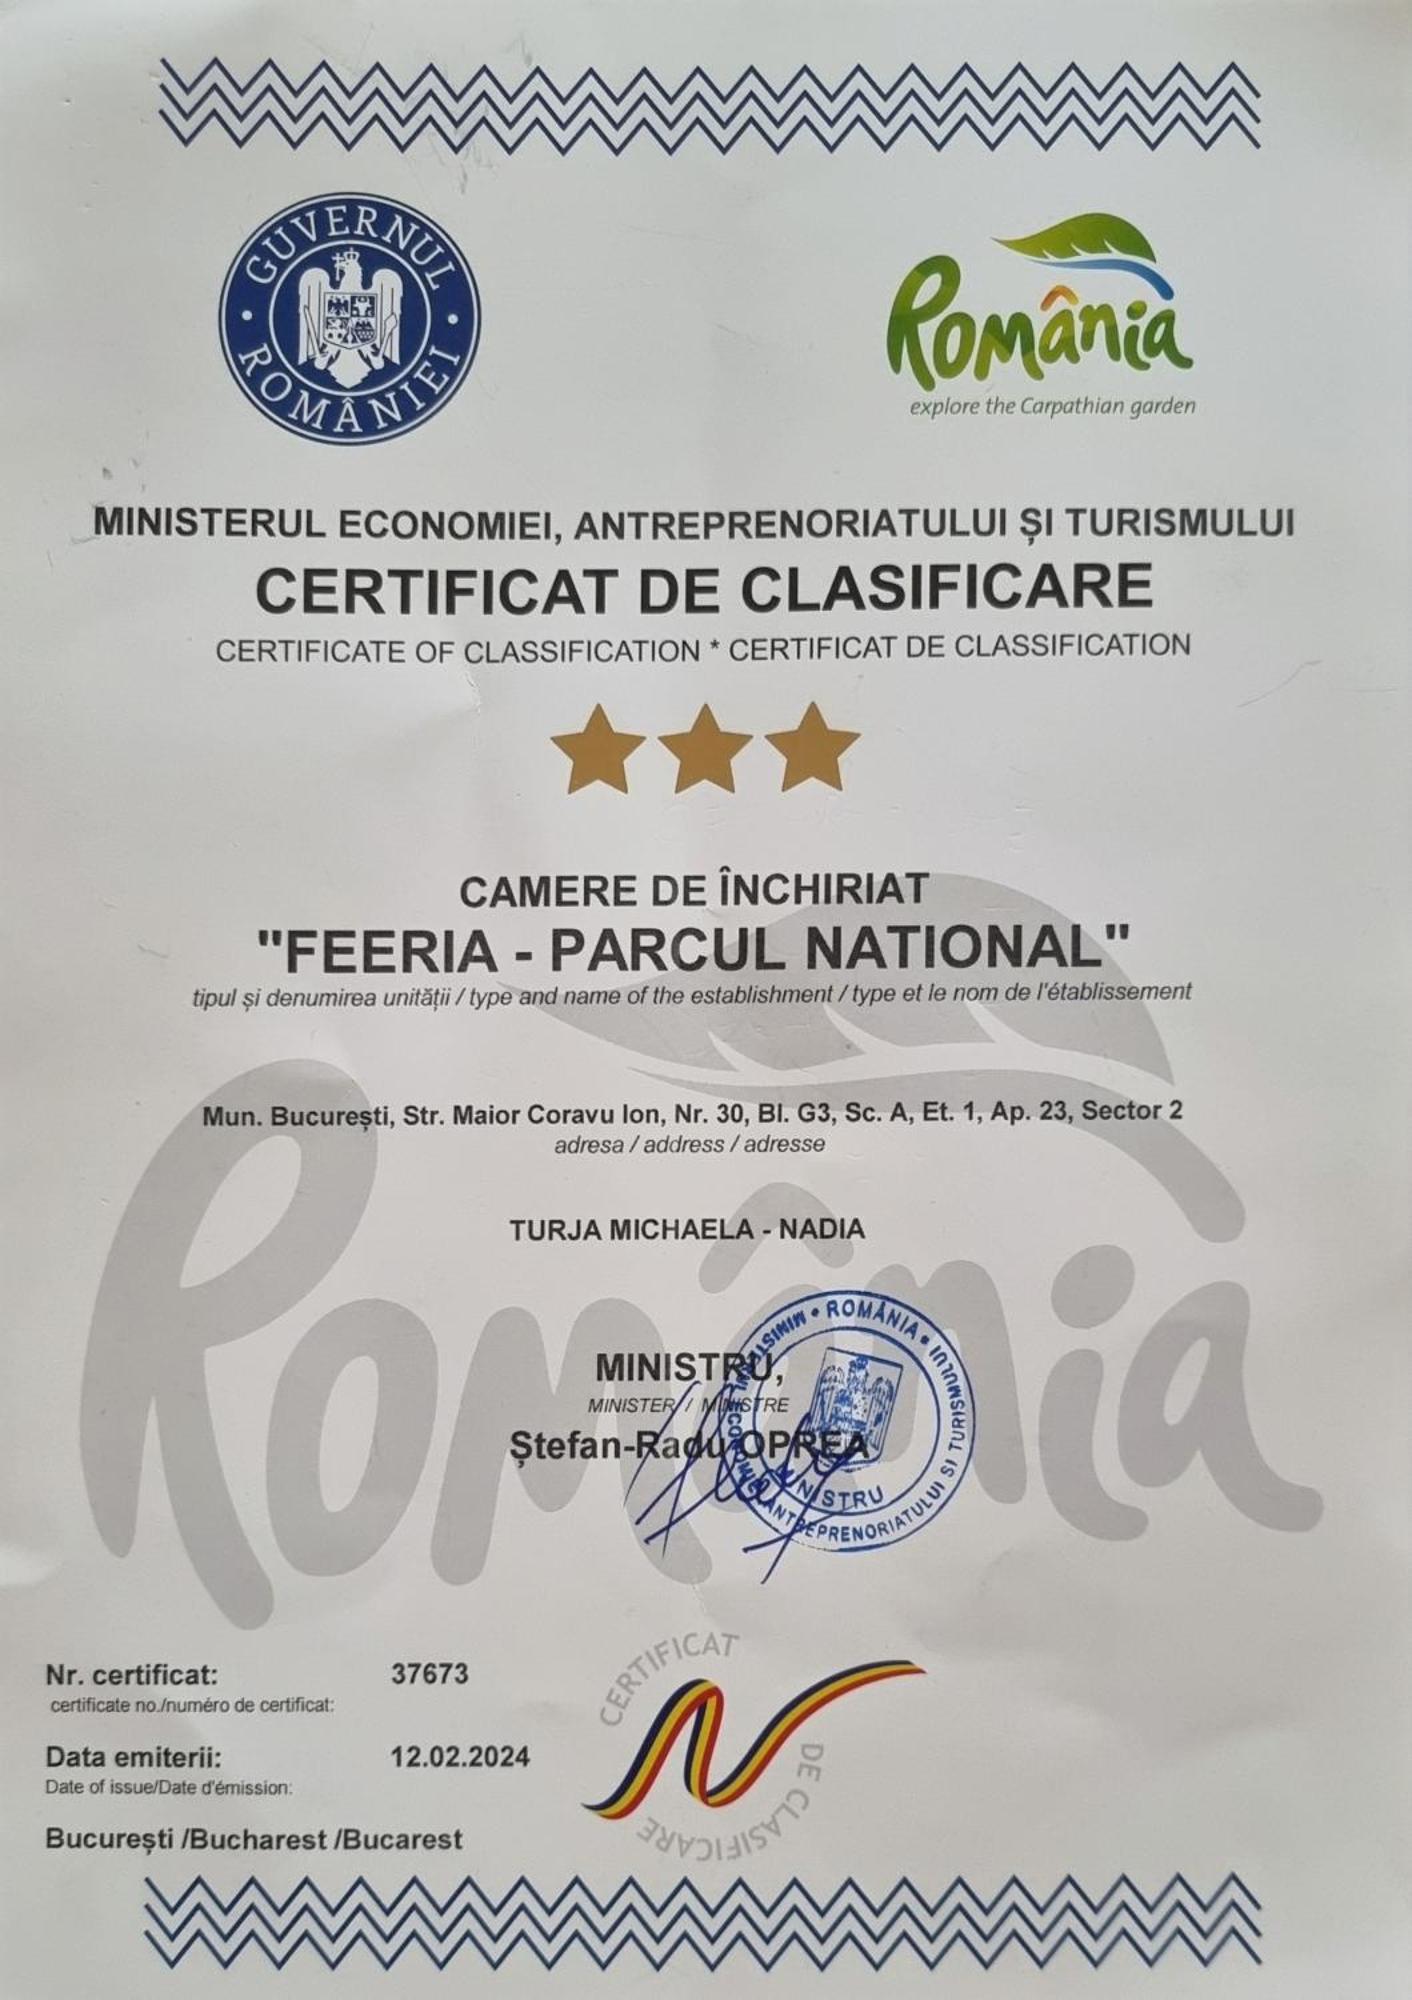 GUVERNUL ROMÂNIEI
România
explore the Carpathian garden
MINISTERUL ECONOMIEI, ANTREPRENORIATULUI ȘI TURISMULUI
CERTIFICAT DE CLASIFICARE
CERTIFICATE OF CLASSIFICATION * CERTIFICAT DE CLASSIFICATION
CAMERE DE ÎNCHIRIAT
"FEERIA - PARCUL NATIONAL"
tipul și denumirea unității / type and name of the establishment / type et le nom de l'établissement
Mun. București, Str. Maior Coravu Ion, Nr. 30, Bl. G3, Sc. A, Et. 1, Ap. 23, Sector 2
adresa / address / adresse
România
TURJA MICHAELA - NADIA
MINISTRU,
MINISTER / MINISTRE
Ștefan-Radu OPREA
ROMÂNIA • ANTREPRENORIATULUI SI TURISMULUI
MINISTRU
Nr. certificat: 37673
certificate no./numéro de certificat:
Data emiterii: 12.02.2024
Date of issue/Date d'émission:
București /Bucharest /Bucarest
CERTIFICAT DE CLASIFICARE